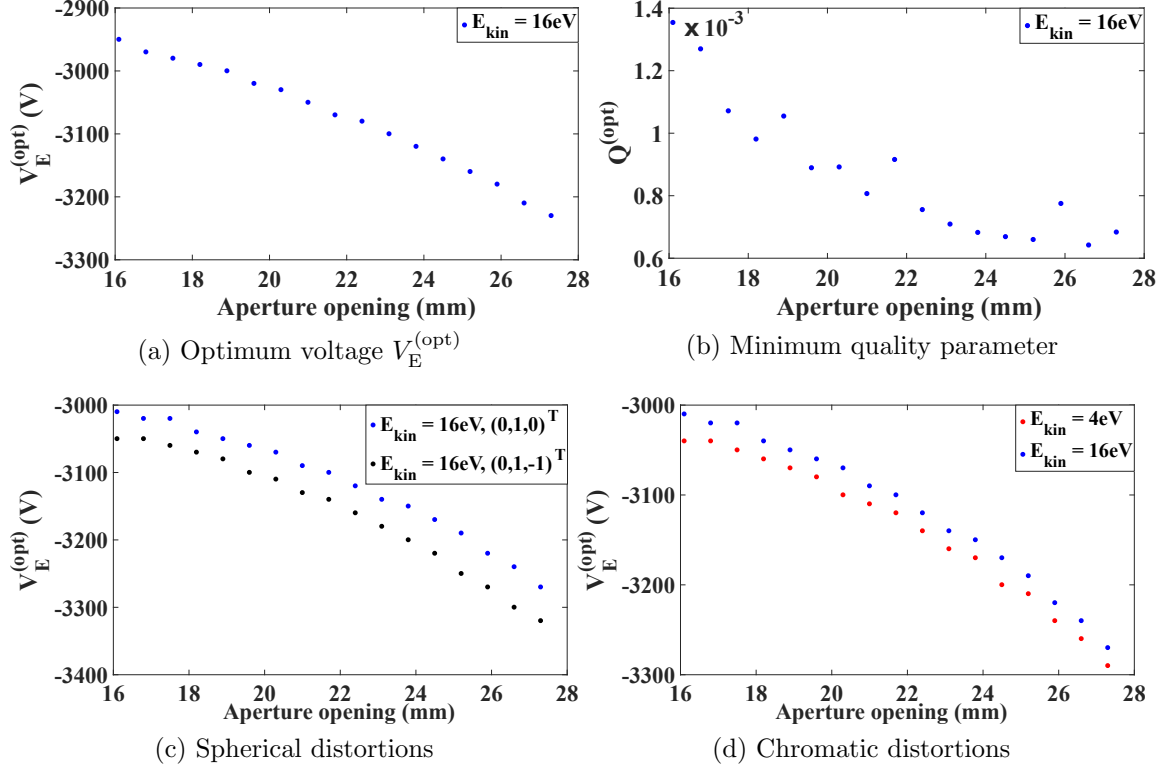 -2900
-3000
-3100
-3200
-3300
V_E^(opt) (V)
E_kin = 16eV
16 18 20 22 24 26 28
Aperture opening (mm)
(a) Optimum voltage V_E^(opt)
x 10^-3
1.4
1.2
1
0.8
0.6
Q^(opt)
E_kin = 16eV
16 18 20 22 24 26 28
Aperture opening (mm)
(b) Minimum quality parameter
-3000
-3100
-3200
-3300
-3400
V_E^(opt) (V)
E_kin = 16eV, (0,1,0)^T
E_kin = 16eV, (0,1,-1)^T
16 18 20 22 24 26 28
Aperture opening (mm)
(c) Spherical distortions
-3000
-3100
-3200
-3300
V_E^(opt) (V)
E_kin = 4eV
E_kin = 16eV
16 18 20 22 24 26 28
Aperture opening (mm)
(d) Chromatic distortions